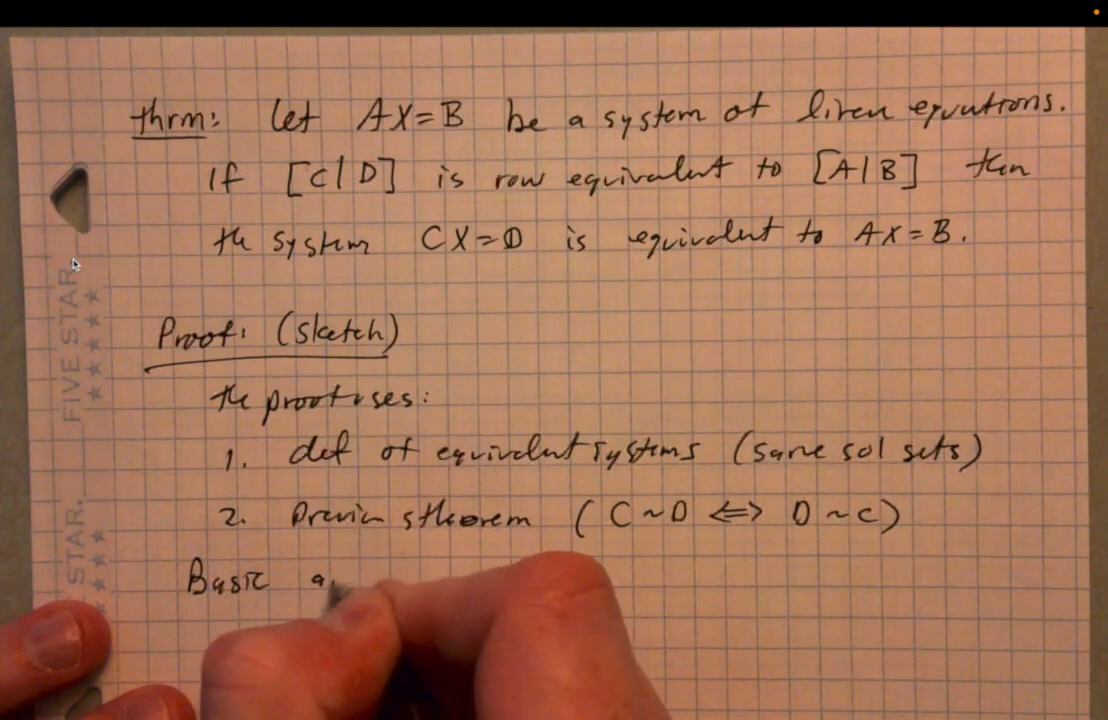 thrm: let AX=B be a system of linear equations.
If [C|D] is row equivalent to [A|B] then
the system CX=D is equivalent to AX=B.
Proof: (sketch)
the proof uses:
1. def of equivalent systems (same sol sets)
2. Previous theorem (C~D <=> D~C)
Basic a
FIVE STAR.
★★★★★
STAR.
★★★★